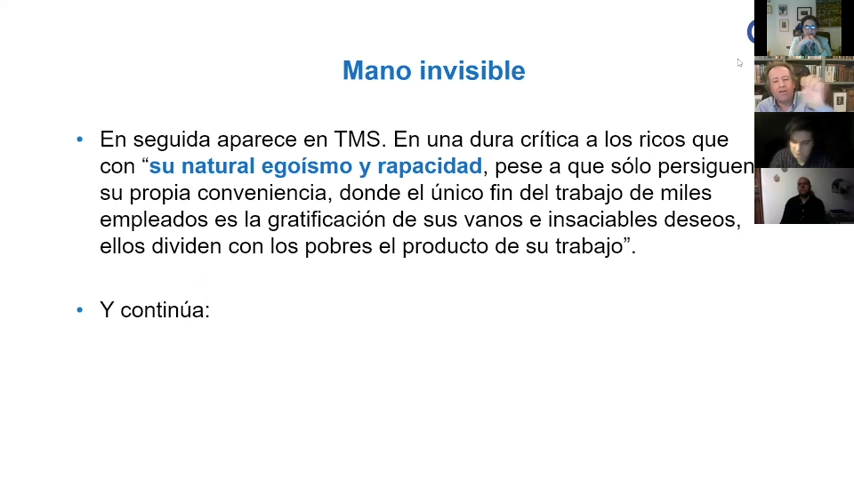 Mano invisible
• En seguida aparece en TMS. En una dura crítica a los ricos que
con “su natural egoísmo y rapacidad, pese a que sólo persiguen
su propia conveniencia, donde el único fin del trabajo de miles
empleados es la gratificación de sus vanos e insaciables deseos,
ellos dividen con los pobres el producto de su trabajo”.
• Y continúa: